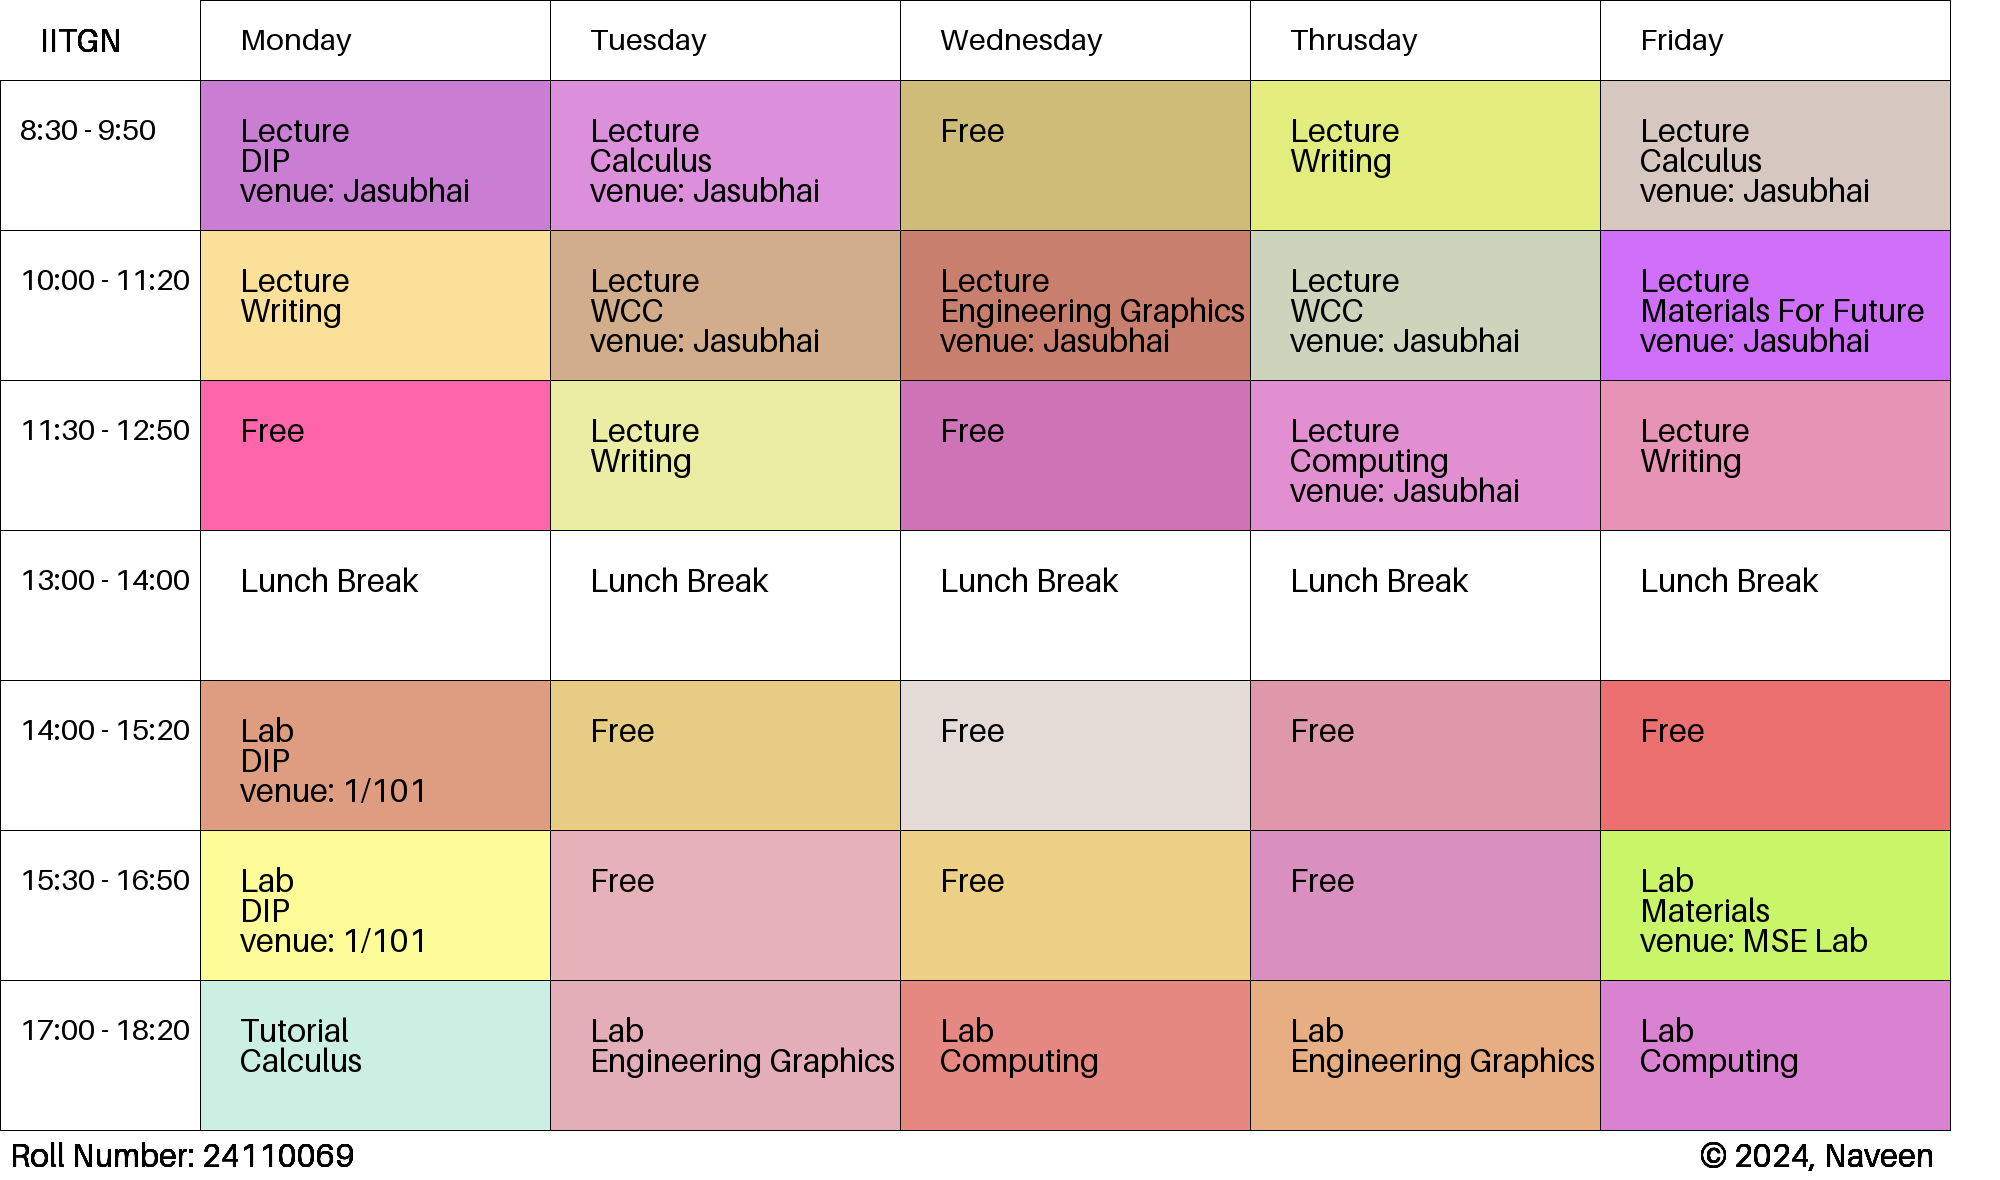 IITGN Monday Tuesday Wednesday Thrusday Friday
8:30 - 9:50
Lecture
DIP
venue: Jasubhai
Lecture
Calculus
venue: Jasubhai
Free
Lecture
Writing
Lecture
Calculus
venue: Jasubhai
10:00 - 11:20
Lecture
Writing
Lecture
WCC
venue: Jasubhai
Lecture
Engineering Graphics
venue: Jasubhai
Lecture
WCC
venue: Jasubhai
Lecture
Materials For Future
venue: Jasubhai
11:30 - 12:50
Free
Lecture
Writing
Free
Lecture
Computing
venue: Jasubhai
Lecture
Writing
13:00 - 14:00
Lunch Break
Lunch Break
Lunch Break
Lunch Break
Lunch Break
14:00 - 15:20
Lab
DIP
venue: 1/101
Free
Free
Free
Free
15:30 - 16:50
Lab
DIP
venue: 1/101
Free
Free
Free
Lab
Materials
venue: MSE Lab
17:00 - 18:20
Tutorial
Calculus
Lab
Engineering Graphics
Lab
Computing
Lab
Engineering Graphics
Lab
Computing
Roll Number: 24110069
© 2024, Naveen